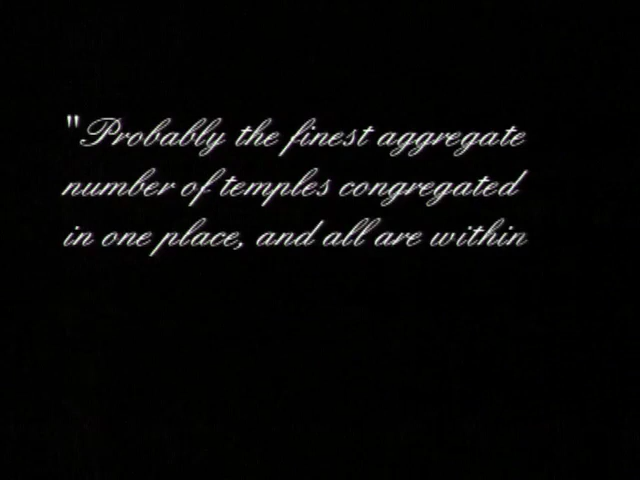 "Probably the finest aggregate
number of temples congregated
in one place, and all are within